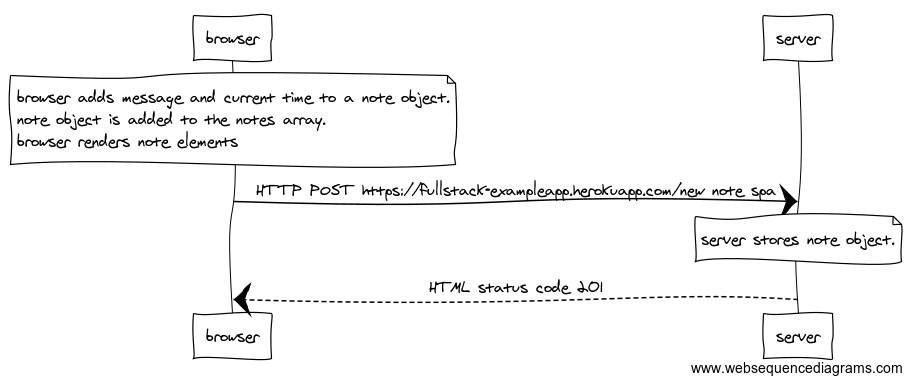 browser
server
browser adds message and current time to a note object.
note object is added to the notes array.
browser renders note elements
HTTP POST https://fullstack-exampleapp.herokuapp.com/new note spa
server stores note object.
HTML status code 201
browser
server
www.websequencediagrams.com